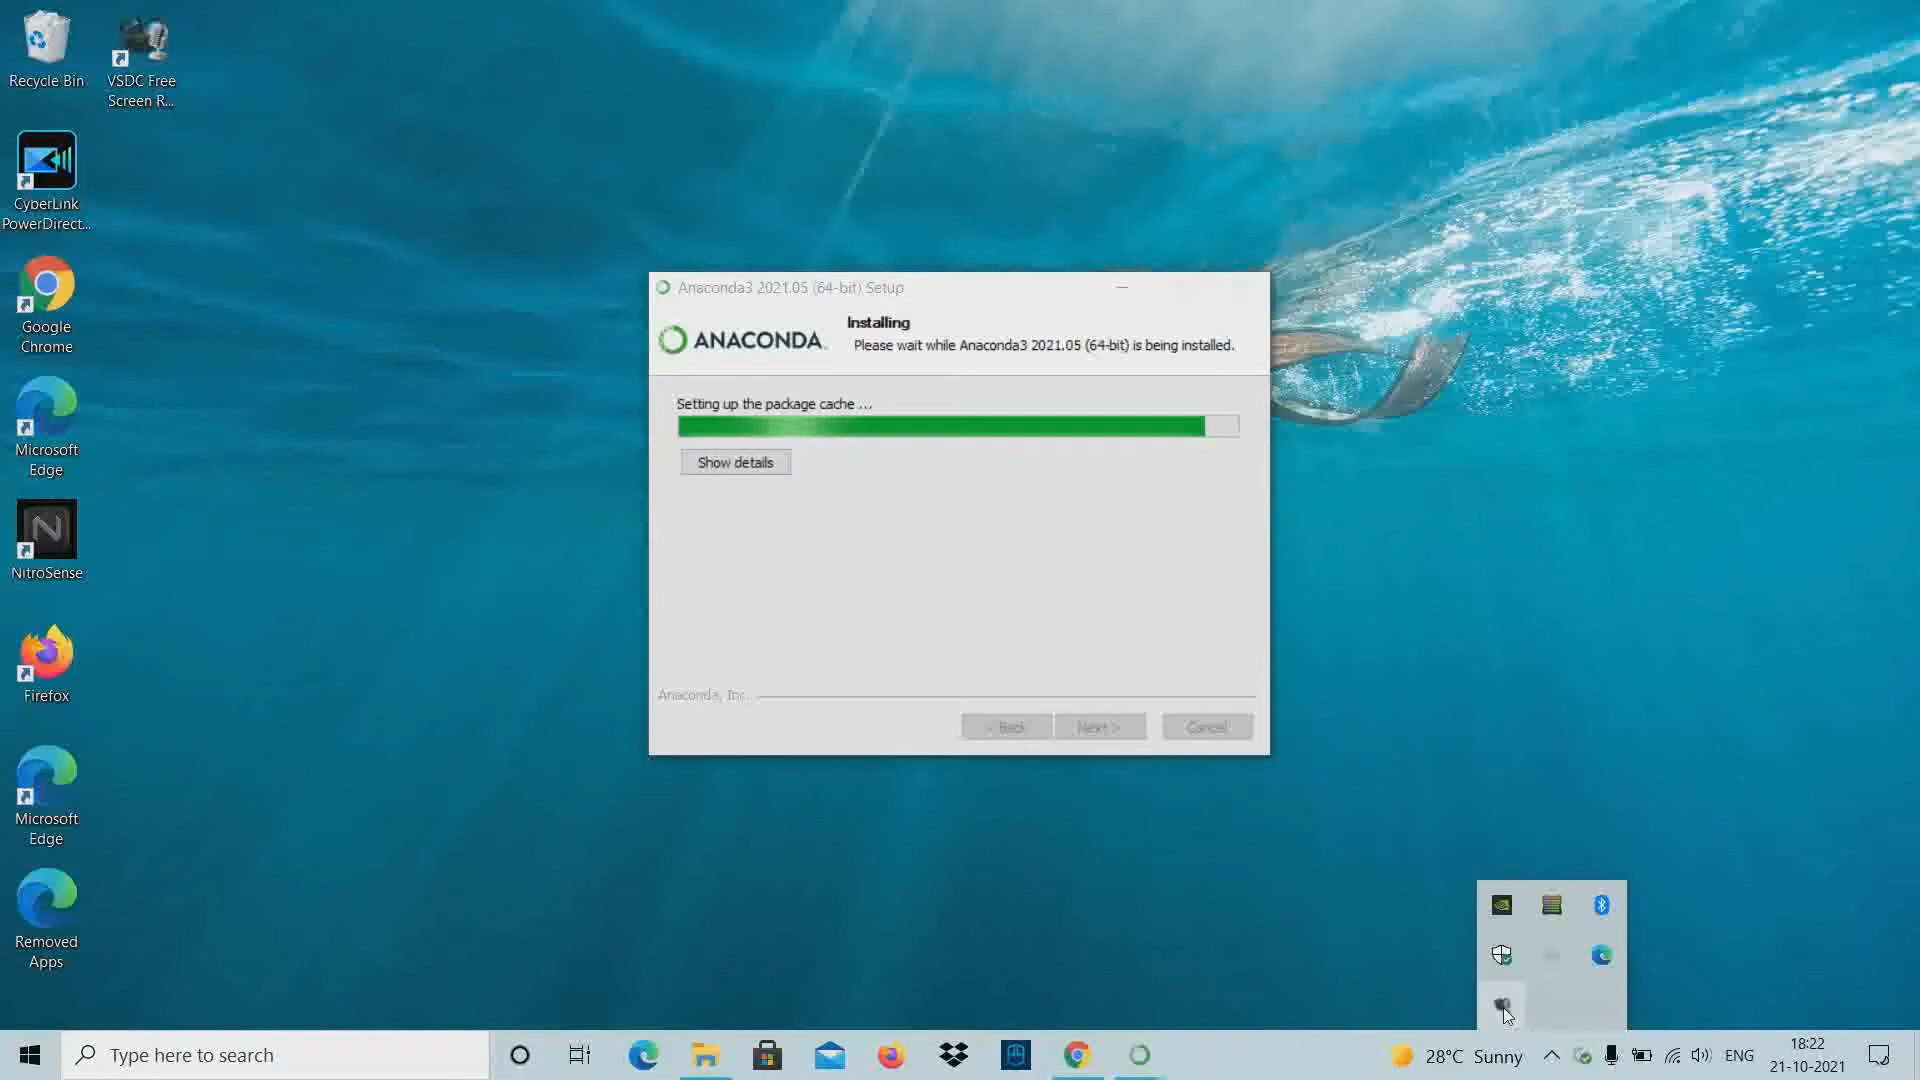 Recycle Bin
VSDC Free
Screen R...
CyberLink
PowerDirect...
Google
Chrome
Microsoft
Edge
NitroSense
Firefox
Microsoft
Edge
Removed
Apps
Anaconda3 2021.05 (64-bit) Setup
ANACONDA.
Installing
Please wait while Anaconda3 2021.05 (64-bit) is being installed.
Setting up the package cache ...
Show details
Anaconda, Inc.
< Back
Next >
Cancel
Type here to search
28°C Sunny
ENG
18:22
21-10-2021